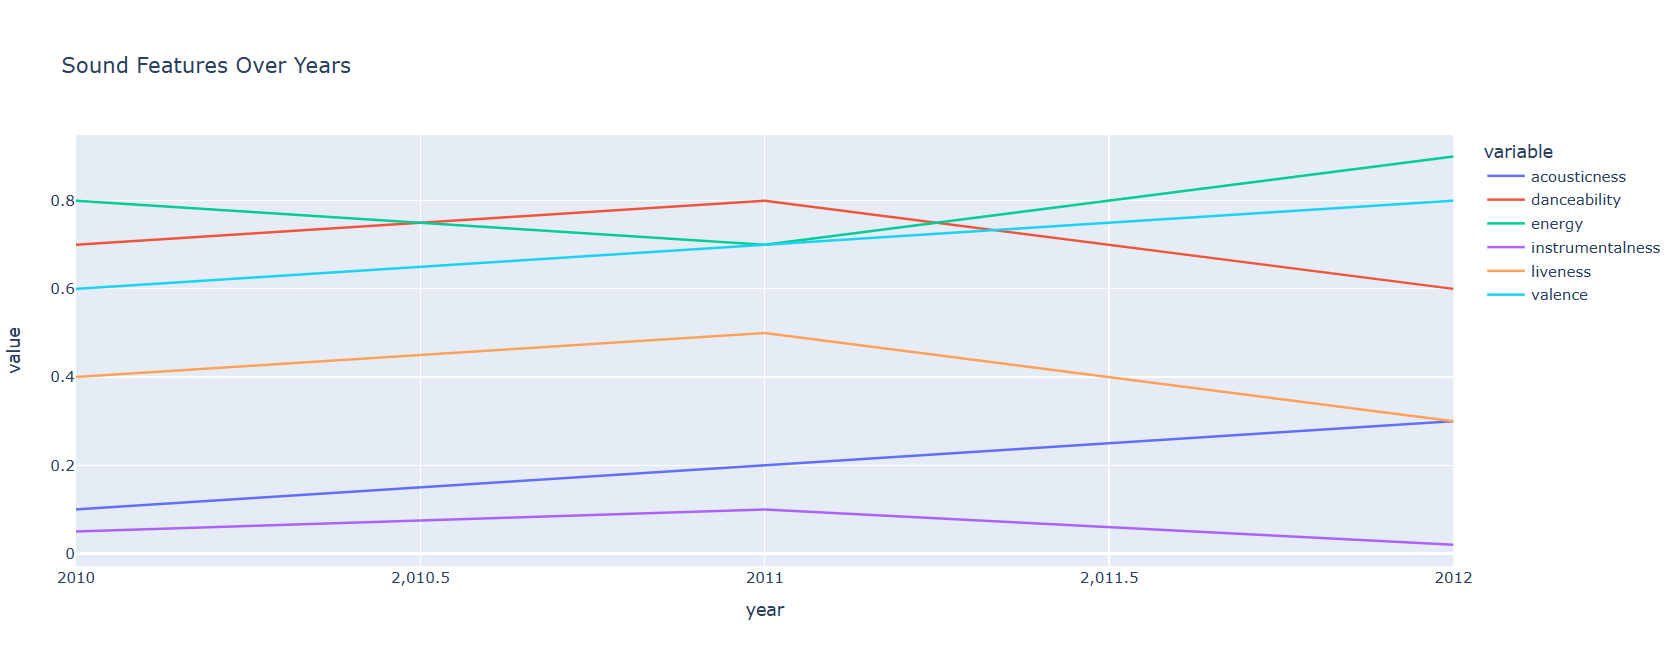 Sound Features Over Years
variable
acousticness
danceability
energy
instrumentalness
liveness
valence
value
0.8
0.6
0.4
0.2
0
2010
2,010.5
2011
2,011.5
2012
year